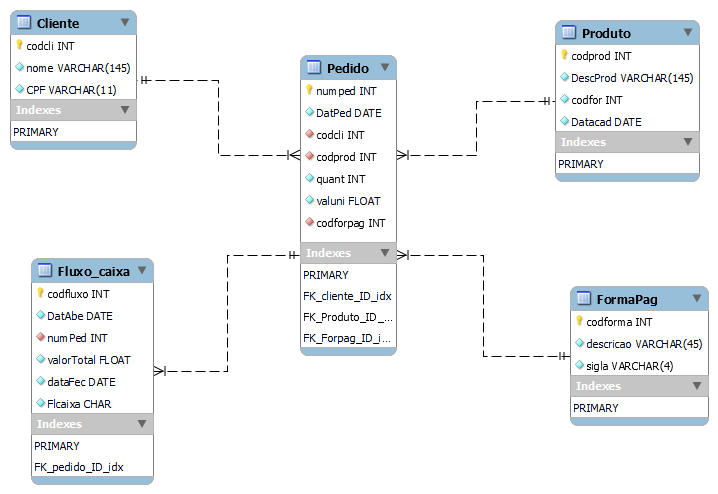 Cliente
codcli INT
nome VARCHAR(145)
CPF VARCHAR(11)
Indexes
PRIMARY
Pedido
numped INT
DatPed DATE
codcli INT
codprod INT
quant INT
valuni FLOAT
codforpag INT
Indexes
PRIMARY
FK_cliente_ID_idx
FK_Produto_ID_...
FK_Forpag_ID_i...
Produto
codprod INT
DescProd VARCHAR(145)
codfor INT
Datacad DATE
Indexes
PRIMARY
Fluxo_caixa
codfluxo INT
DatAbe DATE
numPed INT
valorTotal FLOAT
dataFec DATE
Flcaixa CHAR
Indexes
PRIMARY
FK_pedido_ID_idx
FormaPag
codforma INT
descricao VARCHAR(45)
sigla VARCHAR(4)
Indexes
PRIMARY